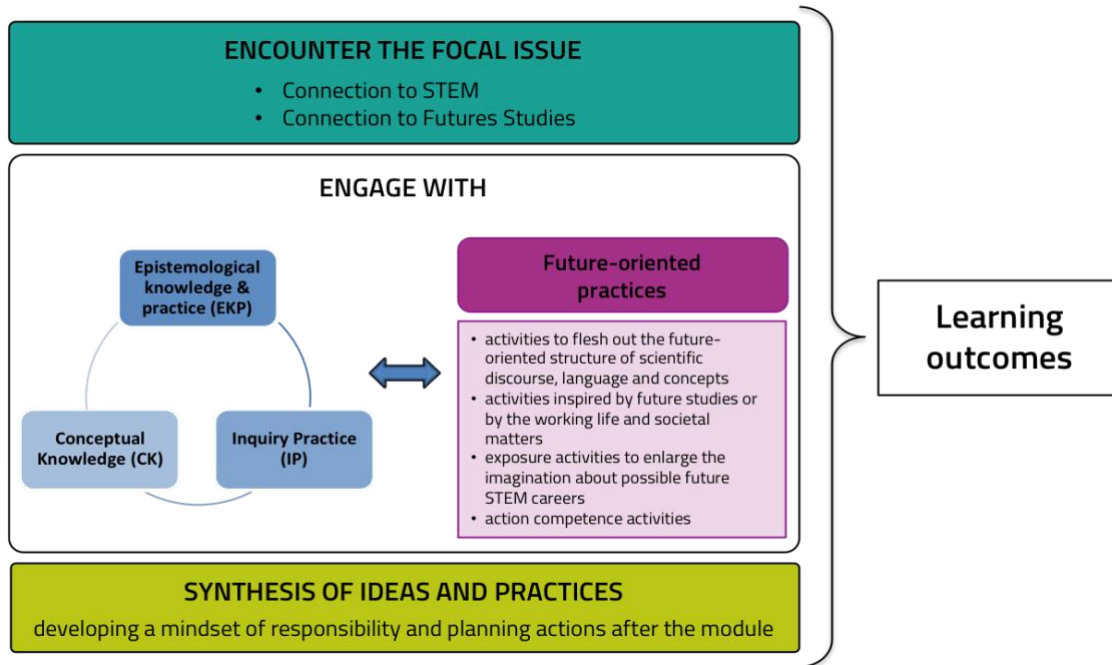 ENCOUNTER THE FOCAL ISSUE
• Connection to STEM
• Connection to Futures Studies
ENGAGE WITH
Epistemological
knowledge &
practice (EKP)
Conceptual
Knowledge (CK)
Inquiry Practice
(IP)
Future-oriented
practices
• activities to flesh out the future-
oriented structure of scientific
discourse, language and concepts
• activities inspired by future studies or
by the working life and societal
matters
• exposure activities to enlarge the
imagination about possible future
STEM careers
• action competence activities
SYNTHESIS OF IDEAS AND PRACTICES
developing a mindset of responsibility and planning actions after the module
Learning
outcomes